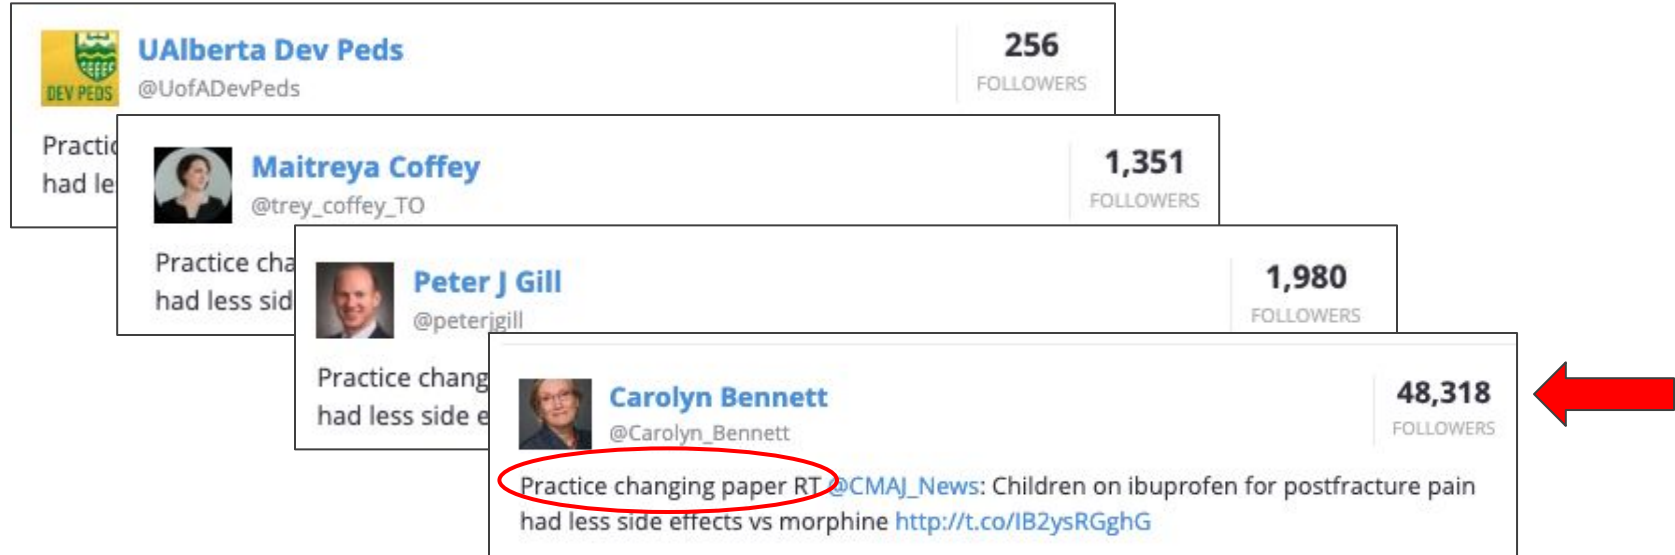 DEV PEDS
UAlberta Dev Peds
@UofADevPeds
256
FOLLOWERS
Practic
had le
Maitreya Coffey
@trey_coffey_TO
1,351
FOLLOWERS
Practice cha
had less sid
Peter J Gill
@peterjgill
1,980
FOLLOWERS
Practice chang
had less side e
Carolyn Bennett
@Carolyn_Bennett
48,318
FOLLOWERS
Practice changing paper RT @CMAJ_News: Children on ibuprofen for postfracture pain
had less side effects vs morphine http://t.co/IB2ysRGghG